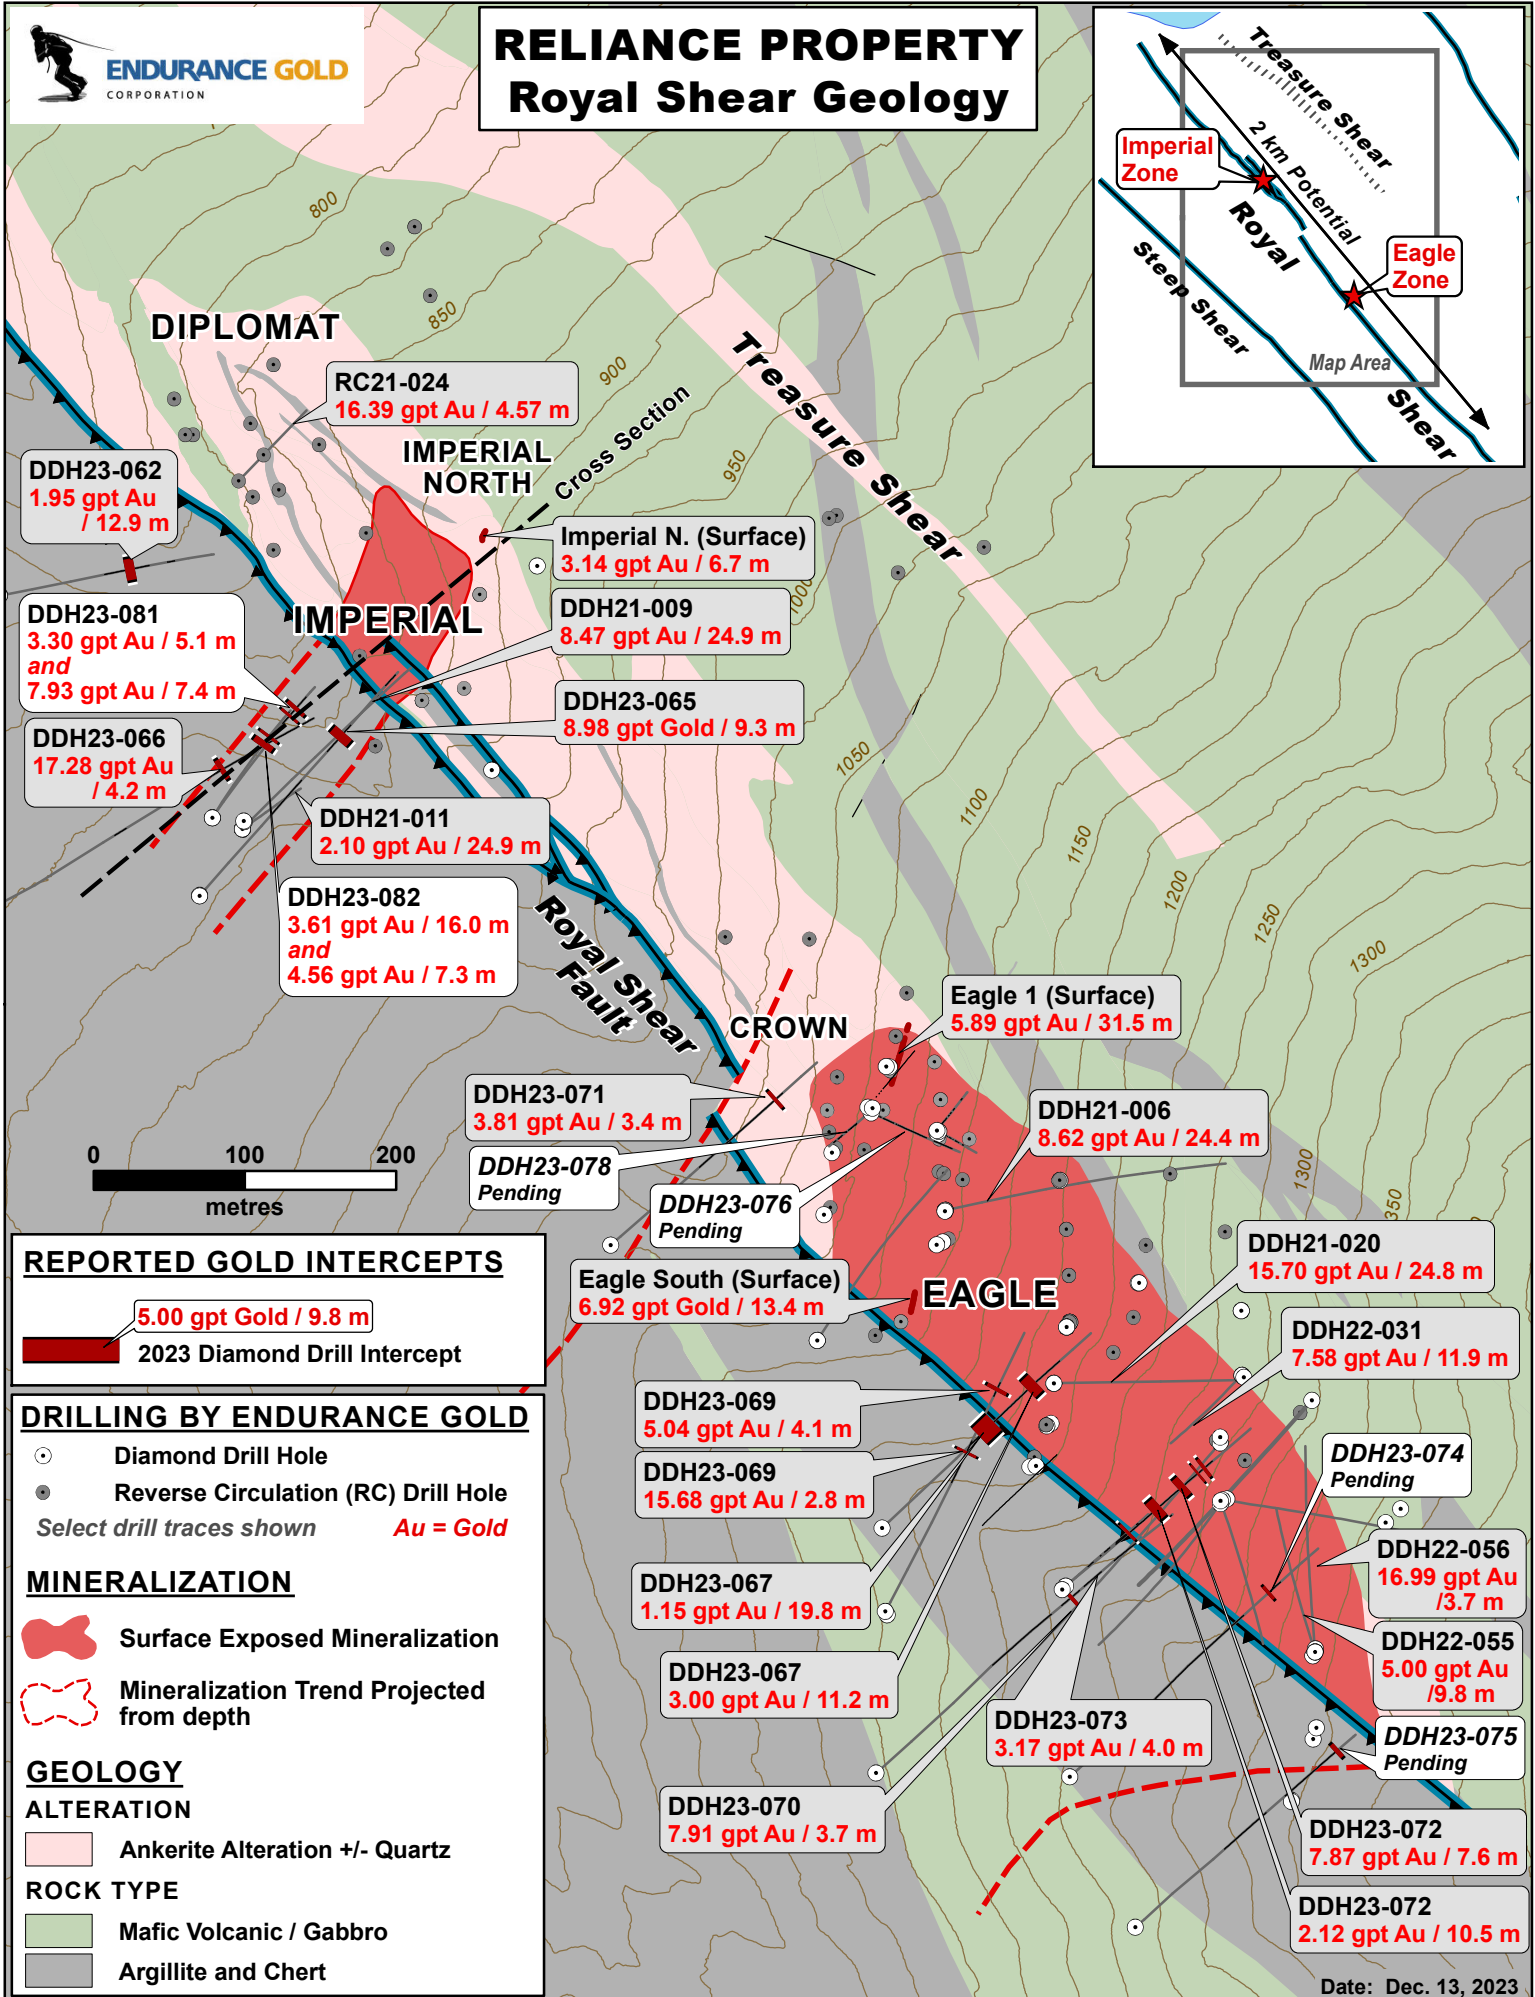 ENDURANCE GOLD
CORPORATION
RELIANCE PROPERTY
Royal Shear Geology
Treasure Shear
2 km Potential
Imperial
Zone
Royal
Eagle
Zone
Steep Shear
Map Area
Shear
800
850
900
950
1000
1050
1100
1150
1200
1250
1300
1300
350
DIPLOMAT
RC21-024
16.39 gpt Au / 4.57 m
IMPERIAL
NORTH
Cross Section
Treasure Shear
DDH23-062
1.95 gpt Au
/ 12.9 m
Imperial N. (Surface)
3.14 gpt Au / 6.7 m
DDH23-081
3.30 gpt Au / 5.1 m
and
7.93 gpt Au / 7.4 m
IMPERIAL
DDH21-009
8.47 gpt Au / 24.9 m
DDH23-065
8.98 gpt Gold / 9.3 m
DDH23-066
17.28 gpt Au
/ 4.2 m
DDH21-011
2.10 gpt Au / 24.9 m
DDH23-082
3.61 gpt Au / 16.0 m
and
4.56 gpt Au / 7.3 m
Royal Shear
Fault
CROWN
Eagle 1 (Surface)
5.89 gpt Au / 31.5 m
DDH23-071
3.81 gpt Au / 3.4 m
DDH21-006
8.62 gpt Au / 24.4 m
DDH23-078
Pending
DDH23-076
Pending
0 100 200
metres
Eagle South (Surface)
6.92 gpt Gold / 13.4 m
EAGLE
DDH21-020
15.70 gpt Au / 24.8 m
DDH22-031
7.58 gpt Au / 11.9 m
DDH23-069
5.04 gpt Au / 4.1 m
DDH23-069
15.68 gpt Au / 2.8 m
DDH23-074
Pending
DDH22-056
16.99 gpt Au
/3.7 m
DDH23-067
1.15 gpt Au / 19.8 m
DDH22-055
5.00 gpt Au
/9.8 m
DDH23-067
3.00 gpt Au / 11.2 m
DDH23-073
3.17 gpt Au / 4.0 m
DDH23-075
Pending
DDH23-070
7.91 gpt Au / 3.7 m
DDH23-072
7.87 gpt Au / 7.6 m
DDH23-072
2.12 gpt Au / 10.5 m
REPORTED GOLD INTERCEPTS
5.00 gpt Gold / 9.8 m
2023 Diamond Drill Intercept
DRILLING BY ENDURANCE GOLD
Diamond Drill Hole
Reverse Circulation (RC) Drill Hole
Select drill traces shown Au = Gold
MINERALIZATION
Surface Exposed Mineralization
Mineralization Trend Projected
from depth
GEOLOGY
ALTERATION
Ankerite Alteration +/- Quartz
ROCK TYPE
Mafic Volcanic / Gabbro
Argillite and Chert
Date: Dec. 13, 2023